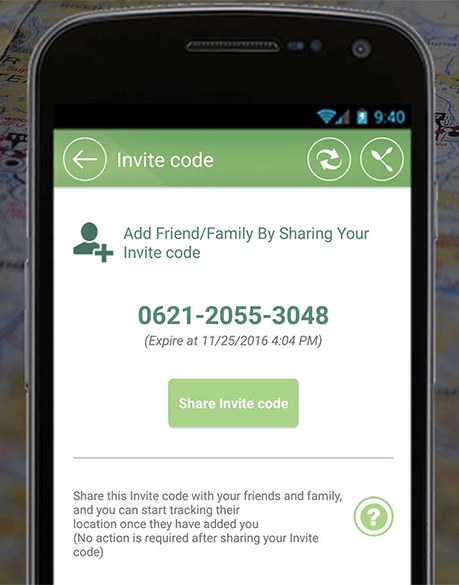 9:40
Invite code
Add Friend/Family By Sharing Your
Invite code
0621-2055-3048
(Expire at 11/25/2016 4:04 PM)
Share Invite code
Share this Invite code with your friends and family,
and you can start tracking their
location once they have added you
(No action is required after sharing your Invite
code)
?